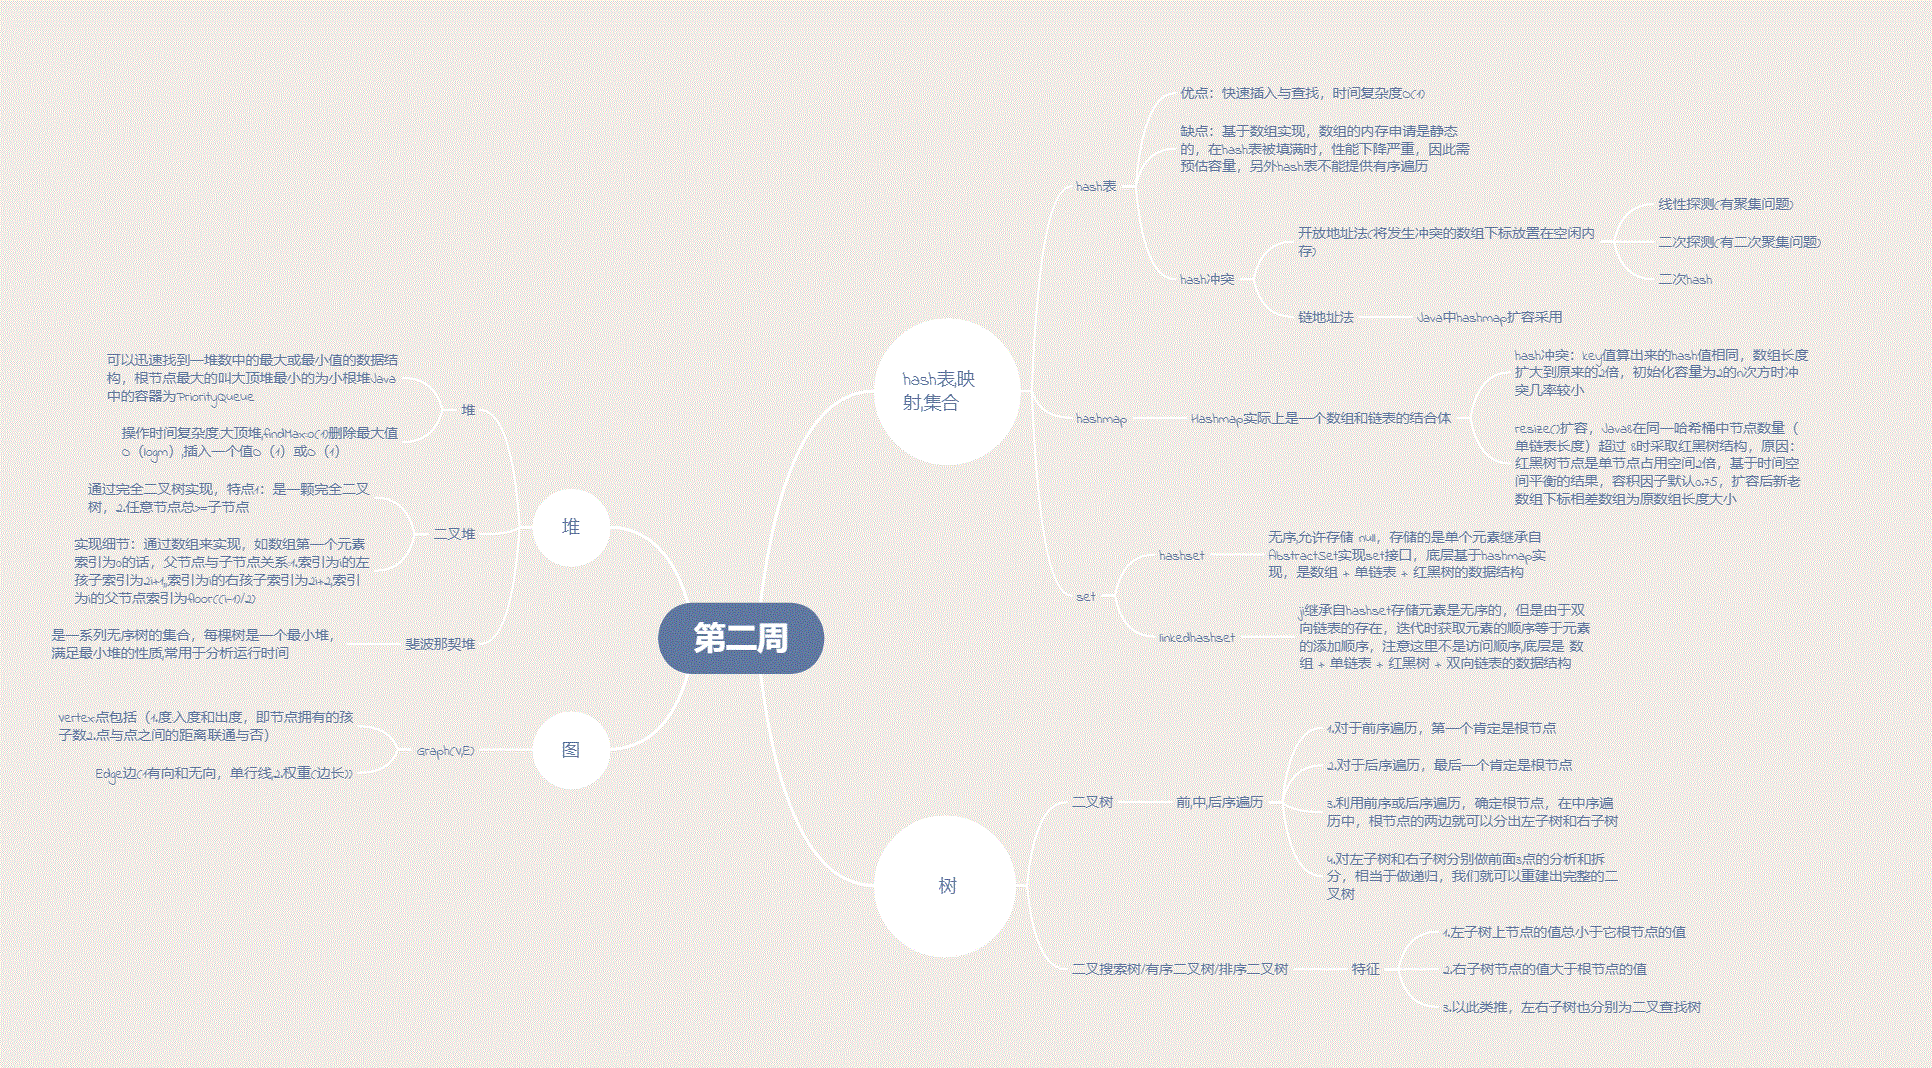 第二周
hash表,映
射,集合
hash表
优点：快速插入与查找，时间复杂度O(1)
缺点：基于数组实现，数组的内存申请是静态
的，在hash表被填满时，性能下降严重，因此需
预估容量，另外hash表不能提供有序遍历
hash冲突
开放地址法(将发生冲突的数组下标放置在空闲内
存)
线性探测(有聚集问题)
二次探测(有二次聚集问题)
二次hash
链地址法
Java中hashmap扩容采用
hashmap
Hashmap实际上是一个数组和链表的结合体
hash冲突：key值算出来的hash值相同，数组长度
扩大到原来的2倍，初始化容量为2的n次方时冲
突几率较小
resize()扩容，Java8在同一哈希桶中节点数量（
单链表长度）超过 8时采取红黑树结构，原因：
红黑树节点是单节点占用空间2倍，基于时间空
间平衡的结果，容积因子默认0.75，扩容后新老
数组下标相差数组为原数组长度大小
set
hashset
无序,允许存储 null，存储的是单个元素继承自
AbstractSet实现set接口，底层基于hashmap实
现，是数组 + 单链表 + 红黑树的数据结构
linkedhashset
jj继承自hashset存储元素是无序的，但是由于双
向链表的存在，迭代时获取元素的顺序等于元素
的添加顺序，注意这里不是访问顺序,底层是 数
组 + 单链表 + 红黑树 + 双向链表的数据结构
树
二叉树
前,中,后序遍历
1.对于前序遍历，第一个肯定是根节点
2.对于后序遍历，最后一个肯定是根节点
3.利用前序或后序遍历，确定根节点，在中序遍
历中，根节点的两边就可以分出左子树和右子树
4.对左子树和右子树分别做前面3点的分析和拆
分，相当于做递归，我们就可以重建出完整的二
叉树
二叉搜索树/有序二叉树/排序二叉树
特征
1.左子树上节点的值总小于它根节点的值
2.右子树节点的值大于根节点的值
3.以此类推，左右子树也分别为二叉查找树
堆
堆
可以迅速找到一堆数中的最大或最小值的数据结
构，根节点最大的叫大顶堆最小的为小根堆Java
中的容器为PriorityQueue
操作时间复杂度:大顶堆,findMax:o(1)删除最大值
O（logm）,插入一个值O（1）或O（1）
二叉堆
通过完全二叉树实现，特点1：是一颗完全二叉
树，2.任意节点总>=子节点
实现细节：通过数组来实现，如数组第一个元素
索引为0的话，父节点与子节点关系:1.索引为i的左
孩子索引为2i+1,,索引为i的右孩子索引为2i+2,索引
为i的父节点索引为floor((i-1)/2)
斐波那契堆
是一系列无序树的集合，每棵树是一个最小堆，
满足最小堆的性质,常用于分析运行时间
图
Graph(V,E)
Vertex:点包括（1.度入度和出度，即节点拥有的孩
子数2.点与点之间的距离联通与否）
Edge边(1有向和无向，单行线,2.权重(边长))